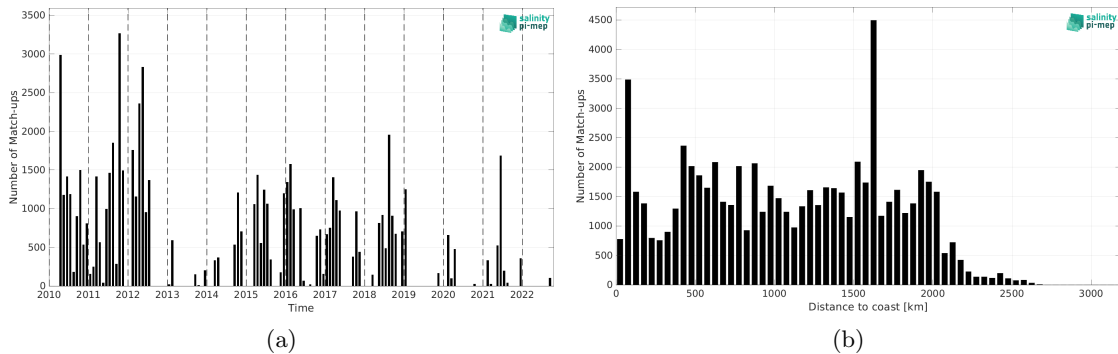 salinity
pi-mep
Number of Match-ups
3500
3000
2500
2000
1500
1000
500
0
2010 2011 2012 2013 2014 2015 2016 2017 2018 2019 2020 2021 2022
Time
(a)
salinity
pi-mep
Number of Match-ups
4500
4000
3500
3000
2500
2000
1500
1000
500
0
0 500 1000 1500 2000 2500 3000
Distance to coast [km]
(b)